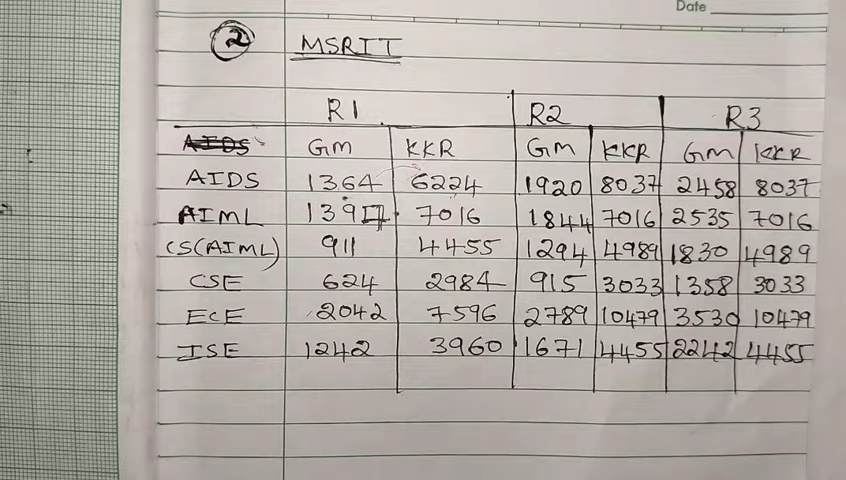 Date
2 MSRIT
R1 R2 R3
GM KKR GM KKR GM KKR
AIDS 1364 6224 1920 8037 2458 8037
AIML 1397 7016 1844 7016 2535 7016
CS(AIML) 911 4455 1294 4989 1830 4989
CSE 624 2984 915 3033 1358 3033
ECE 2042 7596 2789 10479 3530 10479
ISE 1242 3960 1671 4455 2242 4455